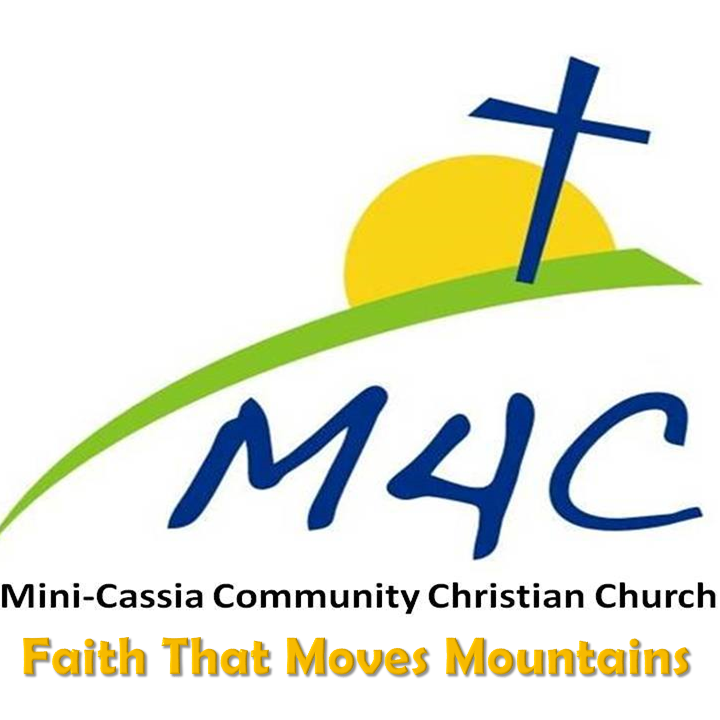 M4C
Mini-Cassia Community Christian Church
Faith That Moves Mountains